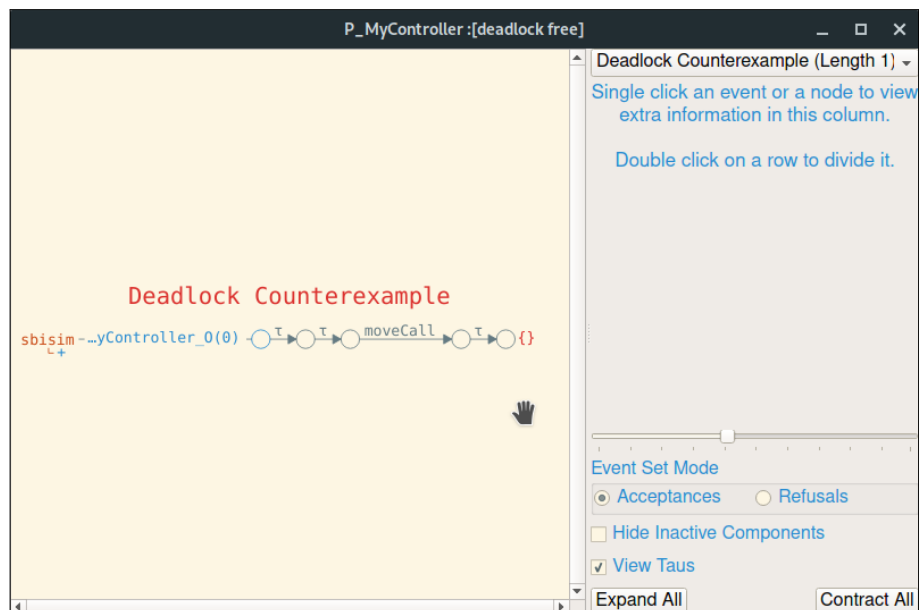 P_MyController :[deadlock free]
Deadlock Counterexample (Length 1)
Single click an event or a node to view
extra information in this column.
Double click on a row to divide it.
Deadlock Counterexample
sbisim …yController_O(0) τ τ moveCall τ {}
Event Set Mode
Acceptances Refusals
Hide Inactive Components
View Taus
Expand All Contract All